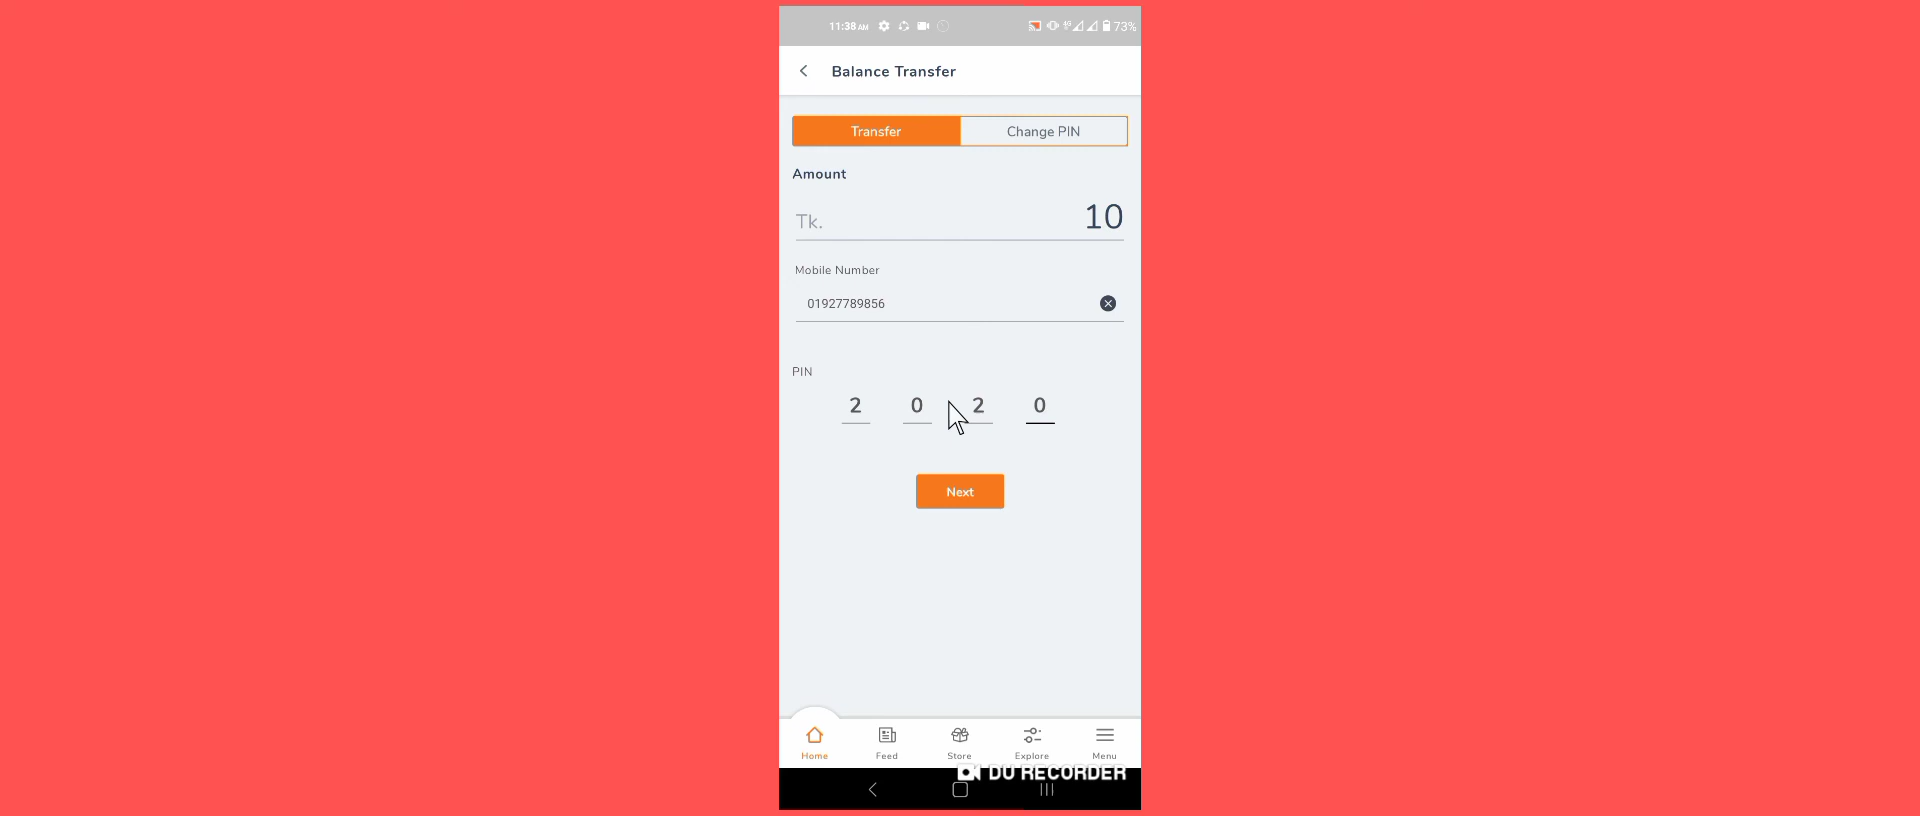 11:38 AM
73%
Balance Transfer
Transfer Change PIN
Amount
Tk. 10
Mobile Number
01927789856
PIN
2 0 2 0
Next
Home Feed Store Explore Menu
DU RECORDER